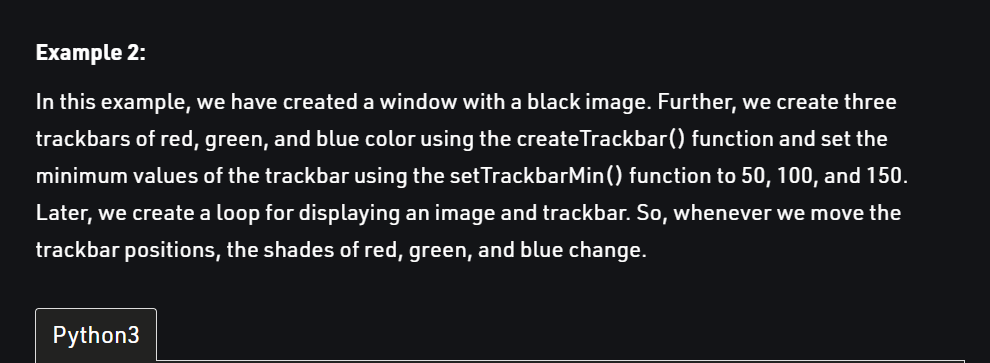 Example 2:
In this example, we have created a window with a black image. Further, we create three
trackbars of red, green, and blue color using the createTrackbar() function and set the
minimum values of the trackbar using the setTrackbarMin() function to 50, 100, and 150.
Later, we create a loop for displaying an image and trackbar. So, whenever we move the
trackbar positions, the shades of red, green, and blue change.
Python3